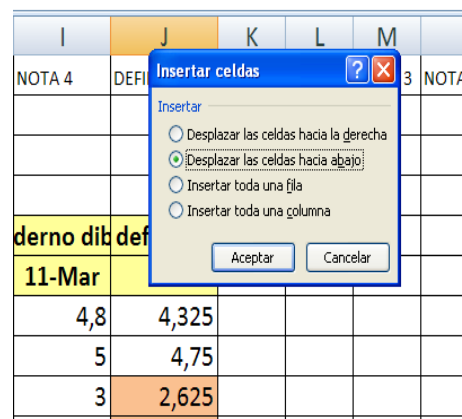 I J K L M
NOTA 4 DEFI 3 NOTA
Insertar celdas
Insertar
Desplazar las celdas hacia la derecha
Desplazar las celdas hacia abajo
Insertar toda una fila
Insertar toda una columna
Aceptar Cancelar
derno dib def
11-Mar
4,8 4,325
5 4,75
3 2,625